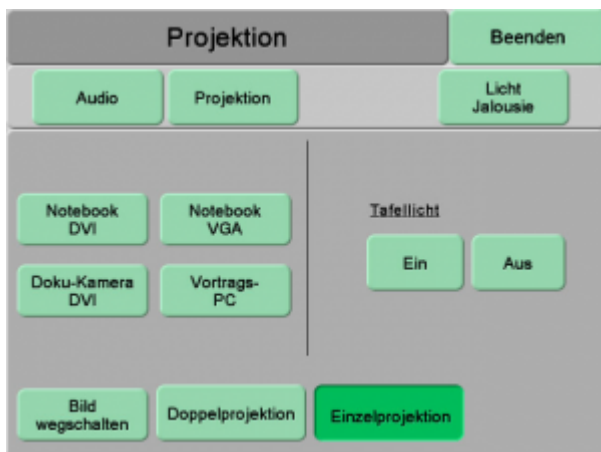 Projektion
Beenden
Audio
Projektion
Licht
Jalousie
Notebook
DVI
Notebook
VGA
Tafellicht
Ein
Aus
Doku-Kamera
DVI
Vortrags-
PC
Bild
wegschalten
Doppelprojektion
Einzelprojektion